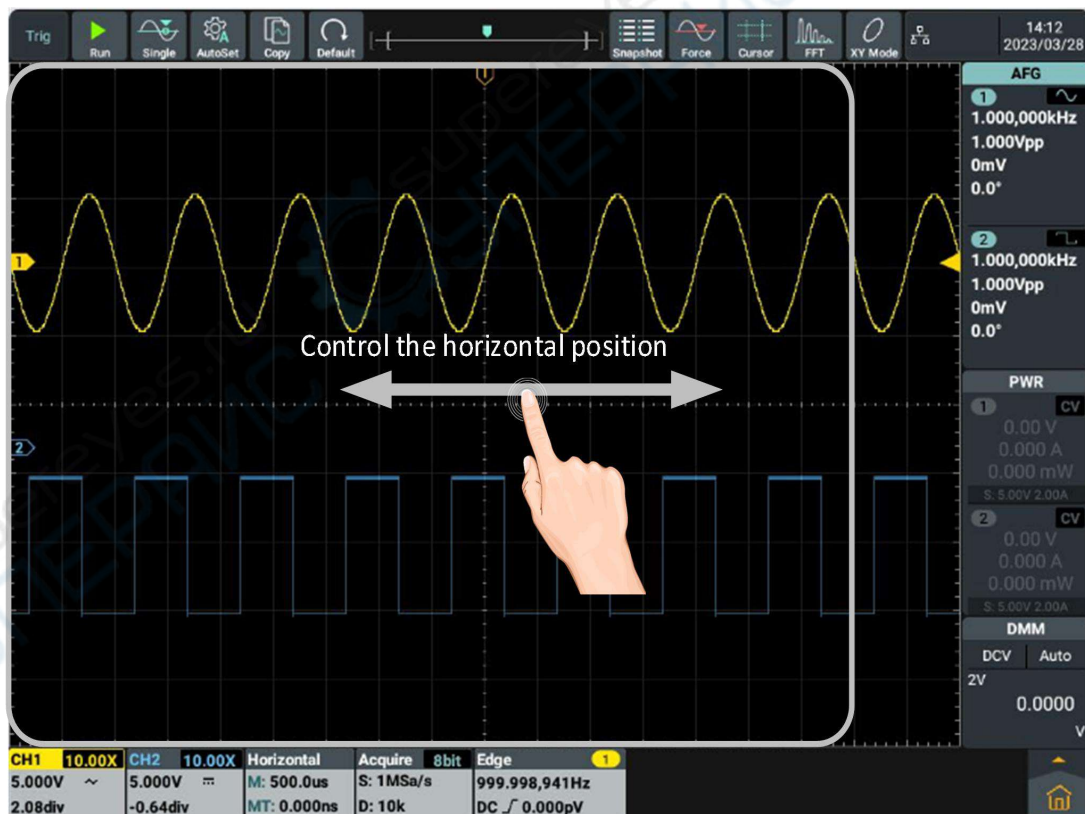 Trig
Run
Single
AutoSet
Copy
Default
Snapshot
Force
Cursor
FFT
XY Mode
14:12
2023/03/28
T
AFG
1
1.000,000kHz
1.000Vpp
0mV
0.0°
2
1.000,000kHz
1.000Vpp
0mV
0.0°
1
Control the horizontal position
2
PWR
1 CV
0.00 V
0.000 A
0.000 mW
S: 5.00V 2.00A
2 CV
0.00 V
0.000 A
0.000 mW
S: 5.00V 2.00A
DMM
DCV Auto
2V
0.0000
V
CH1 10.00X CH2 10.00X Horizontal Acquire 8bit Edge 1
5.000V 5.000V M: 500.0us S: 1MSa/s 999.998,941Hz
2.08div -0.64div MT: 0.000ns D: 10k DC 0.000pV
supereyes.ru
СУПЕРАЙС